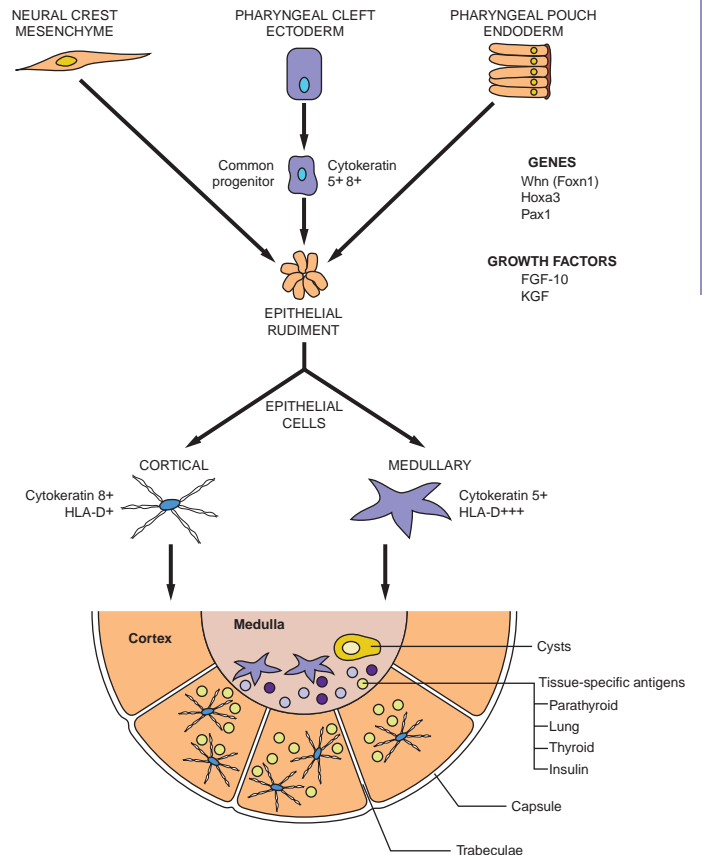 NEURAL CREST
MESENCHYME
PHARYNGEAL CLEFT
ECTODERM
PHARYNGEAL POUCH
ENDODERM
Common
progenitor
Cytokeratin
5+ 8+
GENES
Whn (Foxn1)
Hoxa3
Pax1
GROWTH FACTORS
FGF-10
KGF
EPITHELIAL
RUDIMENT
EPITHELIAL
CELLS
CORTICAL
MEDULLARY
Cytokeratin 8+
HLA-D+
Cytokeratin 5+
HLA-D+++
Cortex
Medulla
Cysts
Tissue-specific antigens
Parathyroid
Lung
Thyroid
Insulin
Capsule
Trabeculae